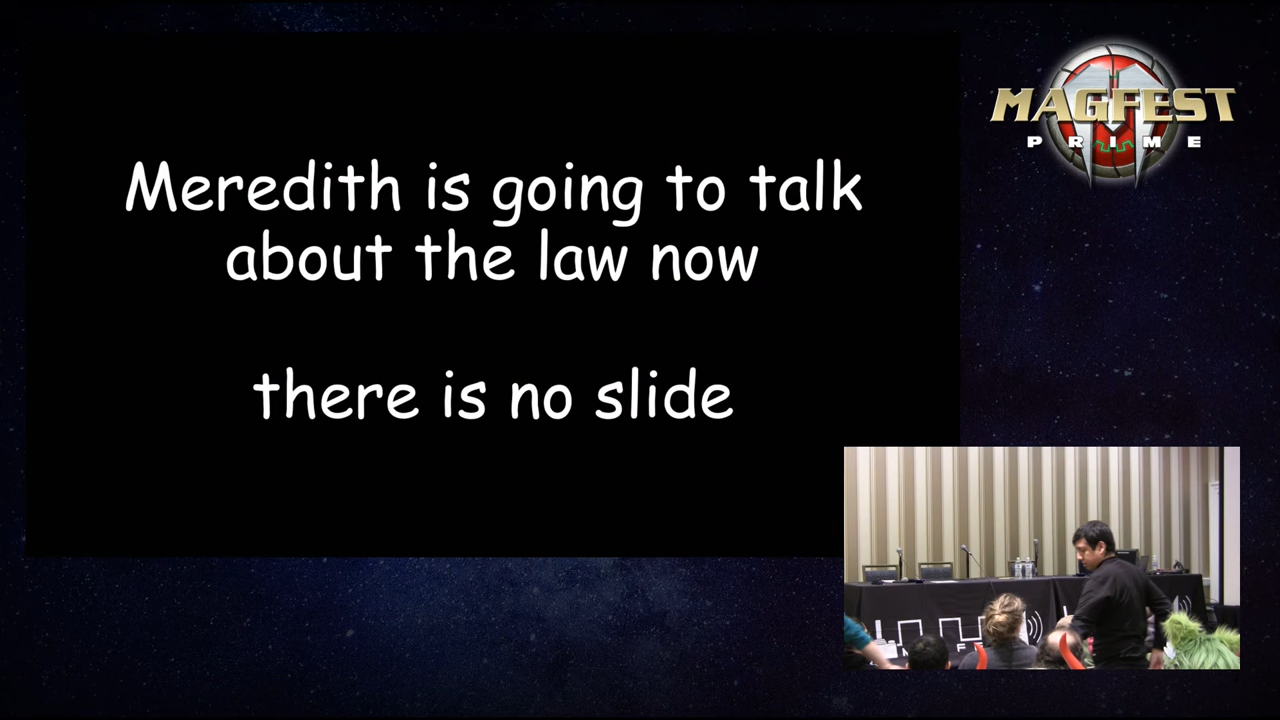 MAGFEST
PRIME
Meredith is going to talk
about the law now
there is no slide